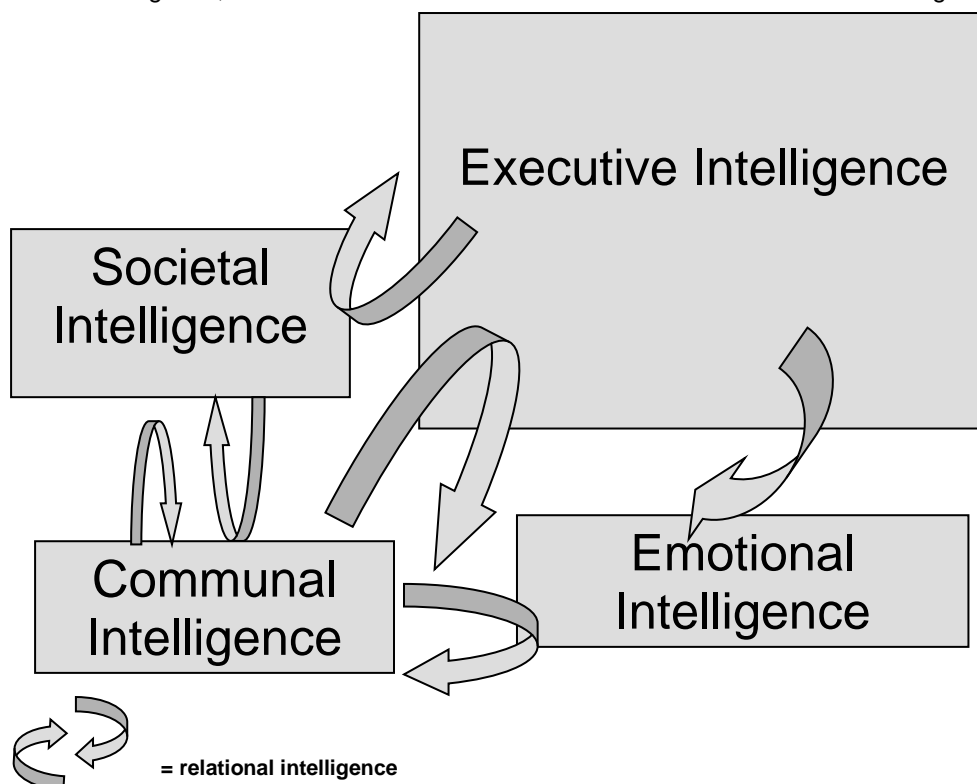 Executive Intelligence
Societal
Intelligence
Communal
Intelligence
Emotional
Intelligence
= relational intelligence